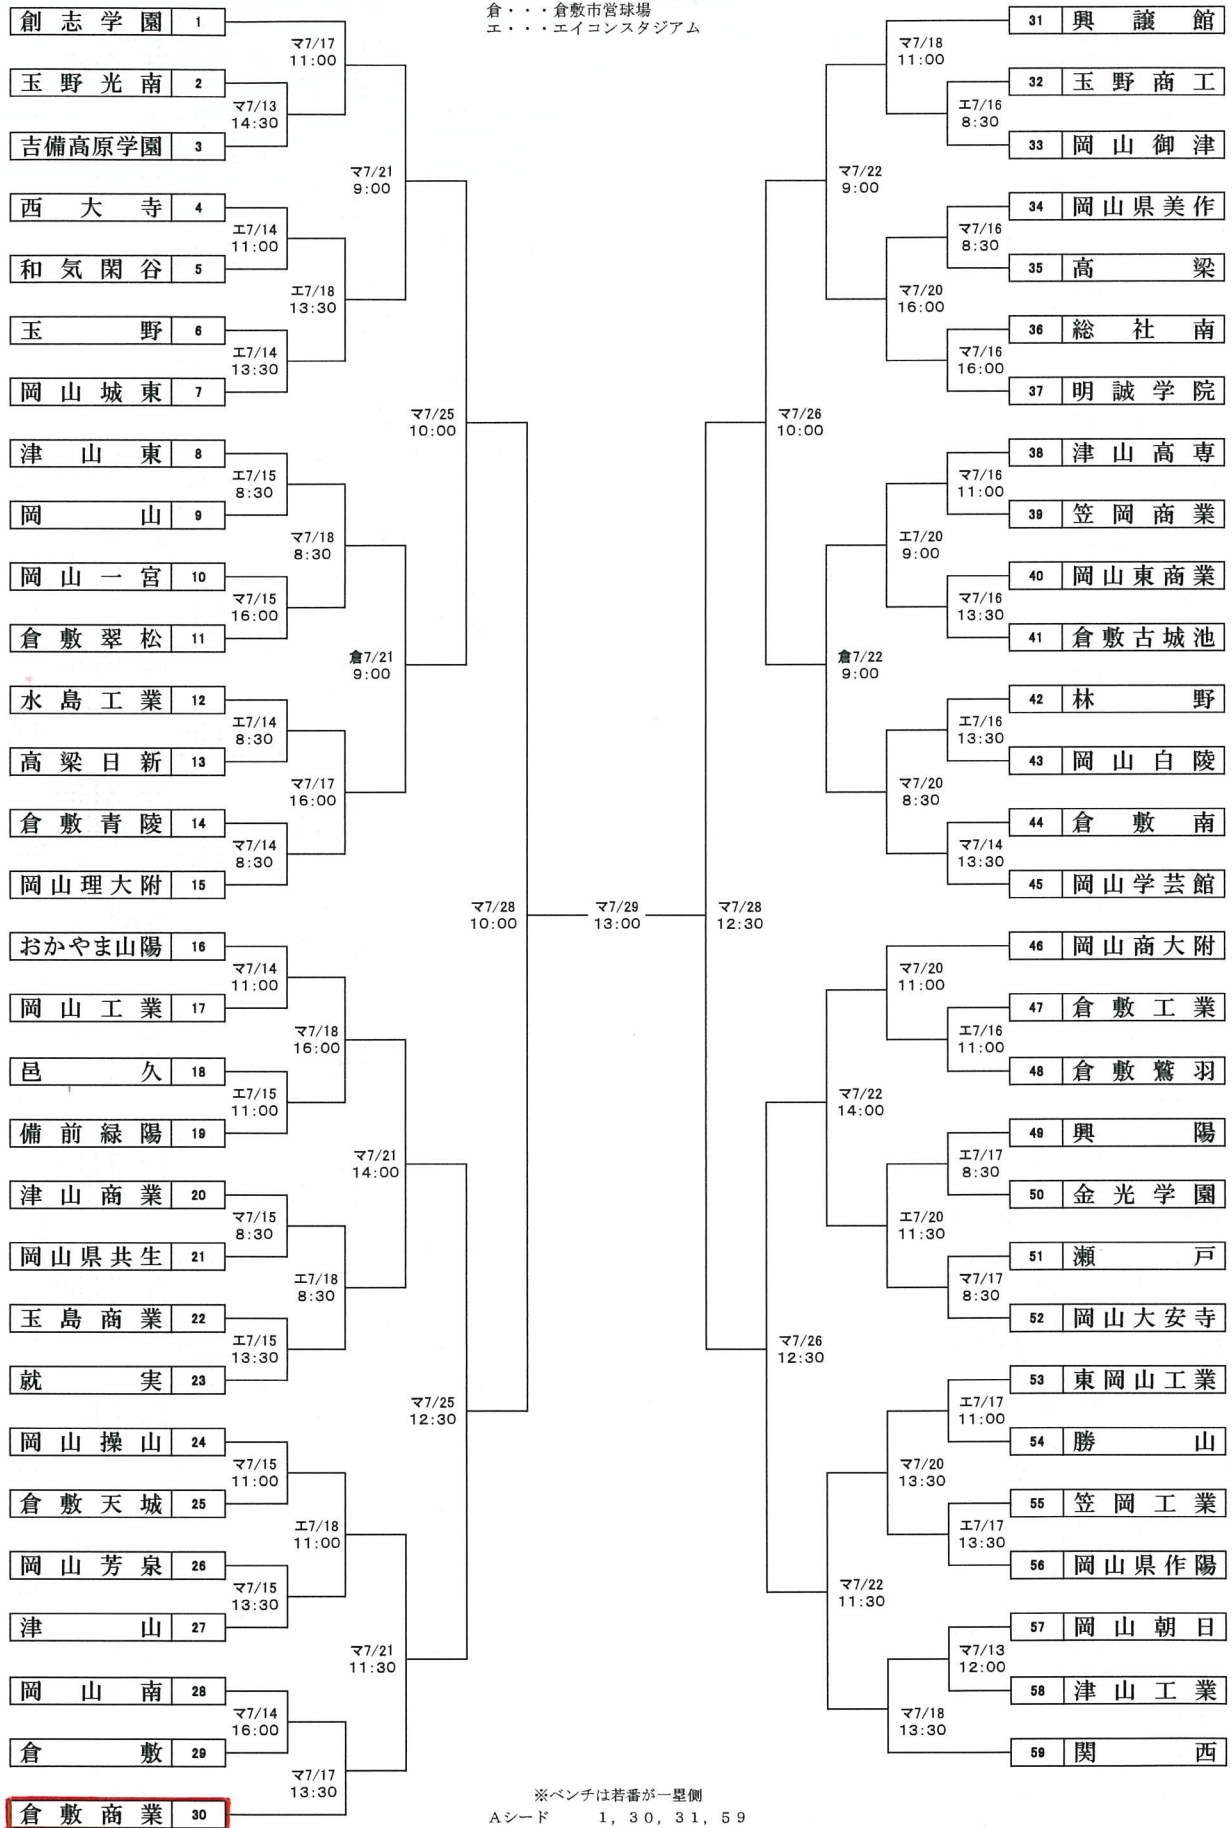 倉・・・倉敷市営球場
エ・・・エイコンスタジアム
創志学園 1
マ7/17
11:00
玉野光南 2
マ7/13
14:30
吉備高原学園 3
マ7/21
9:00
西大寺 4
エ7/14
11:00
和気閑谷 5
エ7/18
13:30
玉野 6
エ7/14
13:30
岡山城東 7
マ7/25
10:00
津山東 8
エ7/15
8:30
岡山 9
マ7/18
8:30
岡山一宮 10
マ7/15
16:00
倉敷翠松 11
倉7/21
9:00
水島工業 12
エ7/14
8:30
高梁日新 13
マ7/17
16:00
倉敷青陵 14
マ7/14
8:30
岡山理大附 15
マ7/28
10:00
マ7/29
13:00
おかやま山陽 16
マ7/14
11:00
岡山工業 17
マ7/18
16:00
邑久 18
エ7/15
11:00
備前緑陽 19
マ7/21
14:00
津山商業 20
マ7/15
8:30
岡山県共生 21
エ7/18
8:30
玉島商業 22
エ7/15
13:30
就実 23
マ7/25
12:30
岡山操山 24
マ7/15
11:00
倉敷天城 25
エ7/18
11:00
岡山芳泉 26
マ7/15
13:30
津山 27
マ7/21
11:30
岡山南 28
マ7/14
16:00
倉敷 29
マ7/17
13:30
倉敷商業 30
31 興譲館
マ7/18
11:00
32 玉野商工
エ7/16
8:30
33 岡山御津
マ7/22
9:00
34 岡山県美作
マ7/16
8:30
35 高梁
マ7/20
16:00
36 総社南
マ7/16
16:00
37 明誠学院
マ7/26
10:00
38 津山高専
マ7/16
11:00
39 笠岡商業
エ7/20
9:00
40 岡山東商業
マ7/16
13:30
41 倉敷古城池
倉7/22
9:00
42 林野
エ7/16
13:30
43 岡山白陵
マ7/20
8:30
44 倉敷南
マ7/14
13:30
45 岡山学芸館
マ7/28
12:30
46 岡山商大附
マ7/20
11:00
47 倉敷工業
エ7/16
11:00
48 倉敷鷲羽
マ7/22
14:00
49 興陽
エ7/17
8:30
50 金光学園
エ7/20
11:30
51 瀬戸
マ7/17
8:30
52 岡山大安寺
マ7/26
12:30
53 東岡山工業
エ7/17
11:00
54 勝山
マ7/20
13:30
55 笠岡工業
エ7/17
13:30
56 岡山県作陽
マ7/22
11:30
57 岡山朝日
マ7/13
12:00
58 津山工業
マ7/18
13:30
59 関西
※ベンチは若番が一塁側
Aシード 1, 30, 31, 59